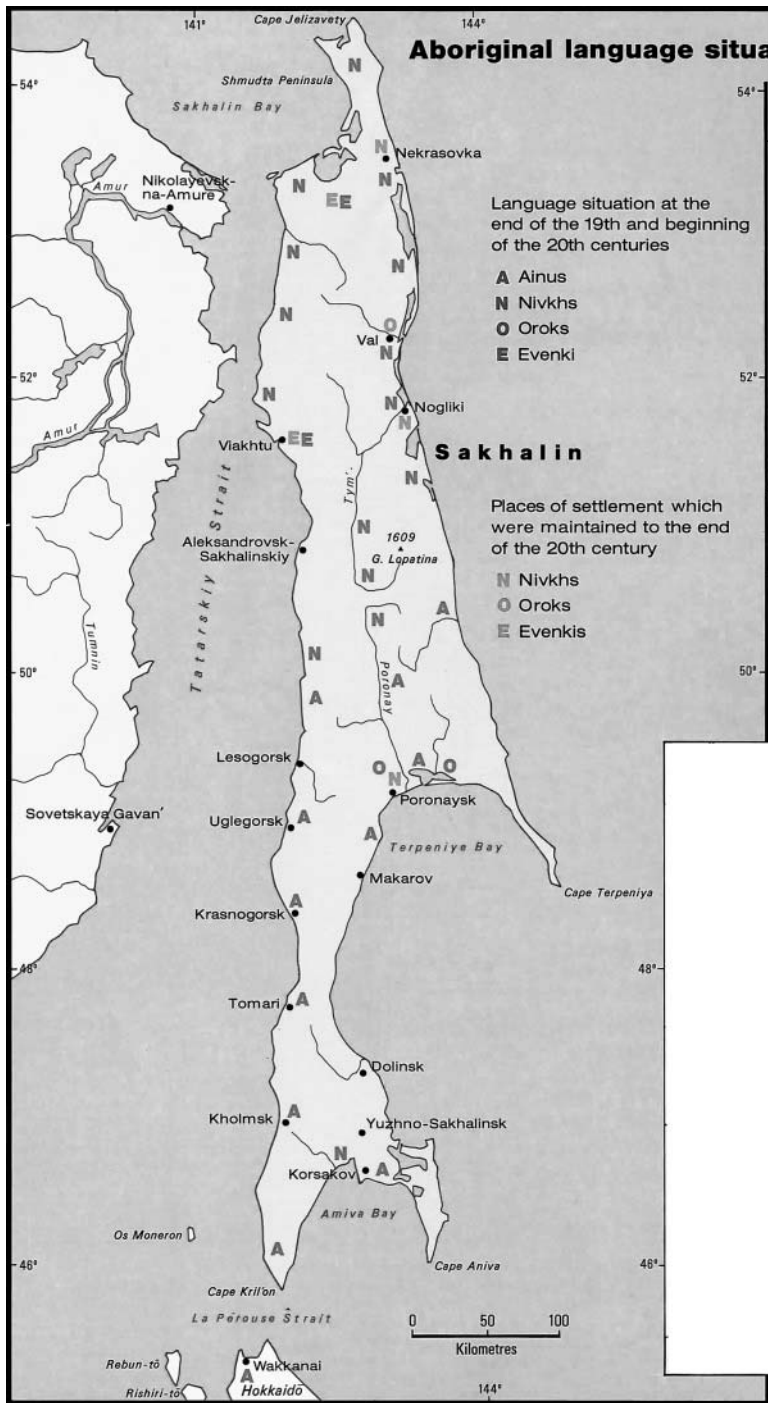 Aboriginal language situa
141°
144°
Cape Jelizavety
54°
54°
Shmudta Peninsula
Sakhalin Bay
N
N
Nekrasovka
N
N
E E
Amur
Nikolayevsk-
na-Amure
N
N
N
O
Val
N
52°
52°
N
N
Nogliki
N
Amur
Viakhtu
E E
Sakhalin
N
Tym'.
N
1609
G. Lopatina
N
Aleksandrovsk-
Sakhalinskiy
Tatarskiy Strait
Tumnin
N
A
N
Poronay
50°
50°
A
A
Lesogorsk
O
N
A
O
Poronaysk
Sovetskaya Gavan'
Uglegorsk
A
A
Terpeniye Bay
Makarov
Cape Terpeniya
Krasnogorsk
A
48°
48°
Tomari
A
Dolinsk
Kholmsk
A
Yuzhno-Sakhalinsk
N
Korsakov
A
Amiva Bay
Os Moneron
A
Cape Aniva
46°
46°
Cape Kril'on
La Pérouse Strait
Rebun-tō
Wakkanai
A
Rishiri-tō
Hokkaidō
144°
Language situation at the
end of the 19th and beginning
of the 20th centuries
A Ainus
N Nivkhs
O Oroks
E Evenki
Places of settlement which
were maintained to the end
of the 20th century
N Nivkhs
O Oroks
E Evenkis
0 50 100
Kilometres